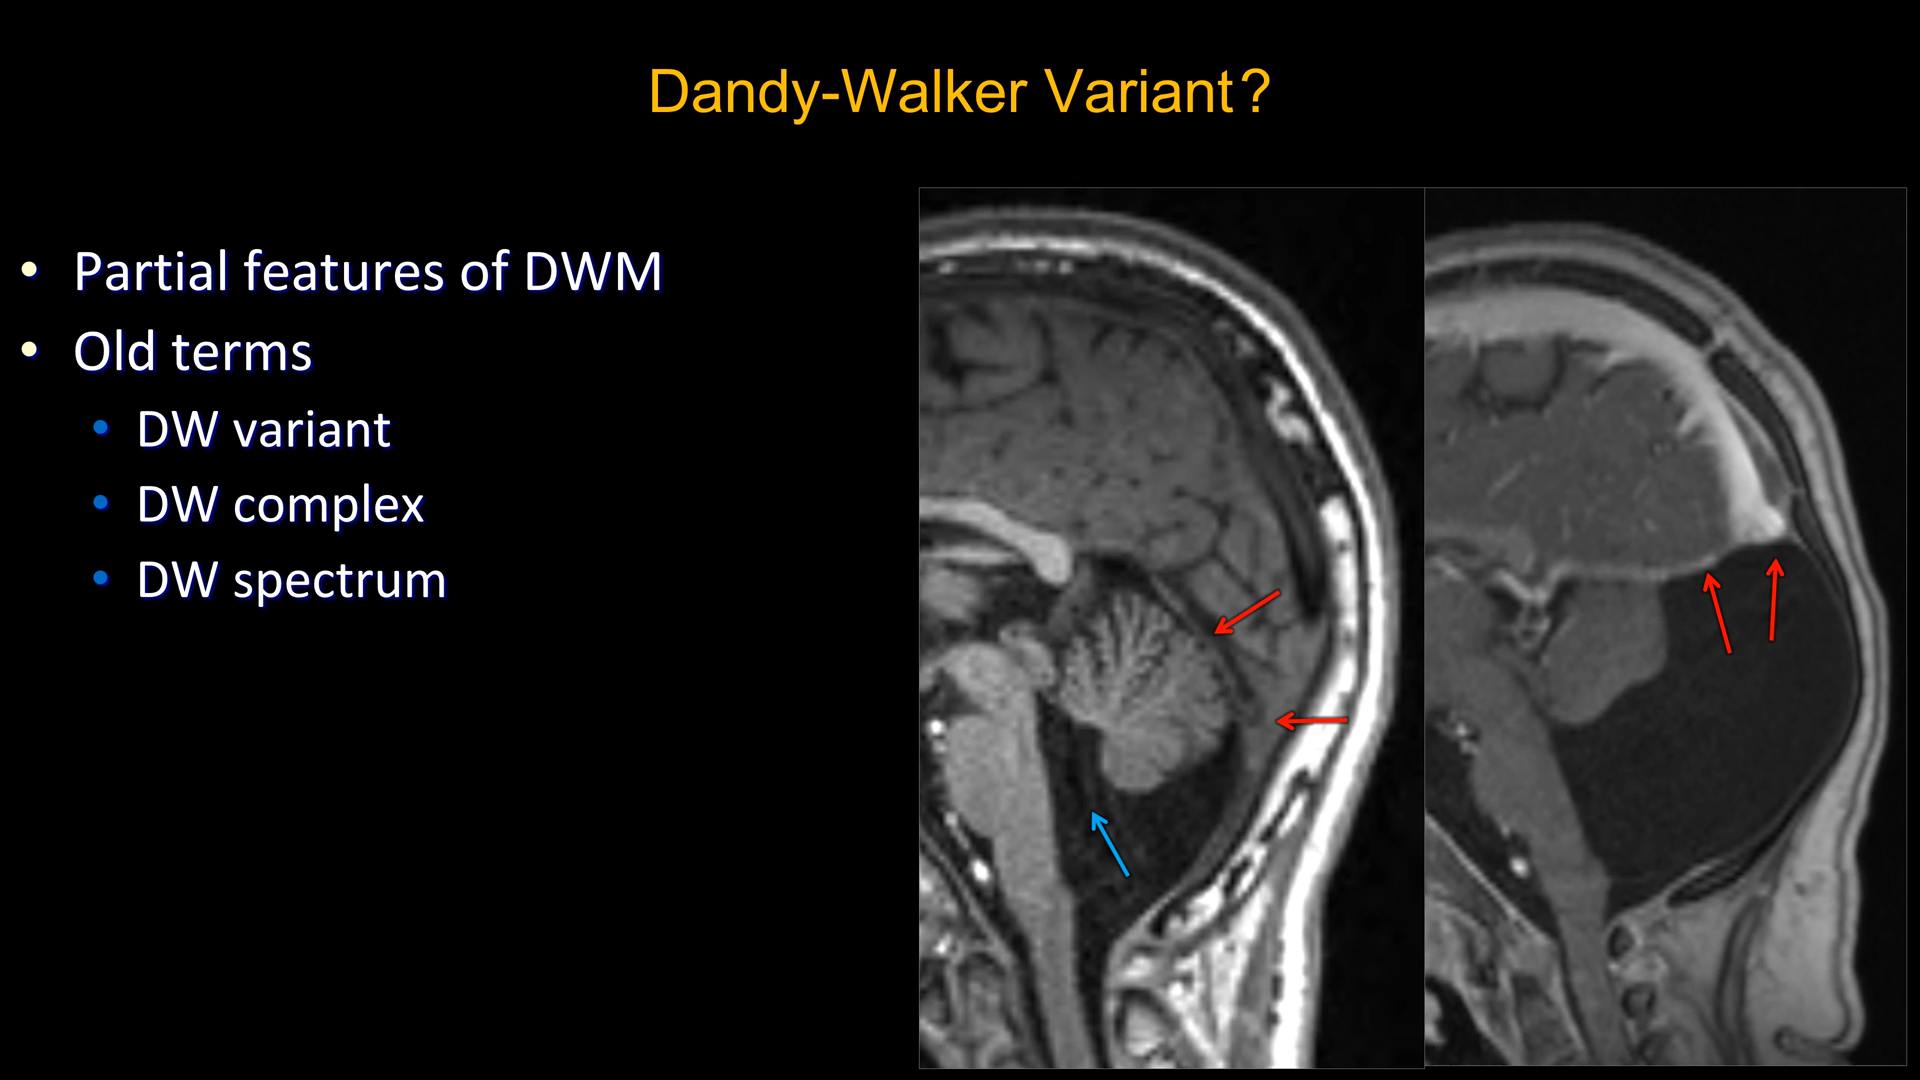 Dandy-Walker Variant?
• Partial features of DWM
• Old terms
• DW variant
• DW complex
• DW spectrum